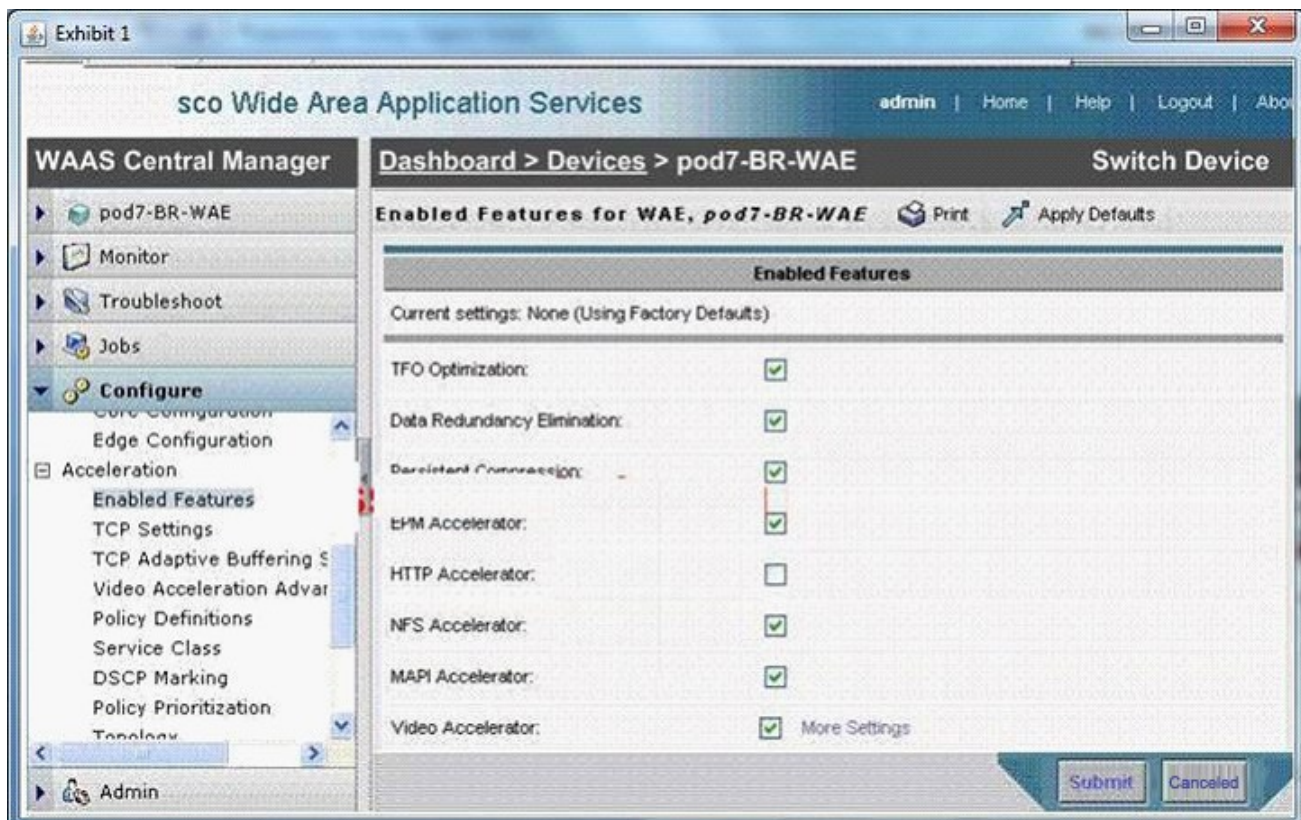 Exhibit 1
sco Wide Area Application Services
admin | Home | Help | Logout | Abo
WAAS Central Manager
Dashboard > Devices > pod7-BR-WAE
Switch Device
pod7-BR-WAE
Monitor
Troubleshoot
Jobs
Configure
Core Configuration
Edge Configuration
Acceleration
Enabled Features
TCP Settings
TCP Adaptive Buffering S
Video Acceleration Advan
Policy Definitions
Service Class
DSCP Marking
Policy Prioritization
Topology
Admin
Enabled Features for WAE, pod7-BR-WAE
Print
Apply Defaults
Enabled Features
Current settings: None (Using Factory Defaults)
TFO Optimization:
Data Redundancy Elimination:
Persistent Compression:
EPM Accelerator:
HTTP Accelerator:
NFS Accelerator:
MAPI Accelerator:
Video Accelerator:
More Settings
Submit
Canceled